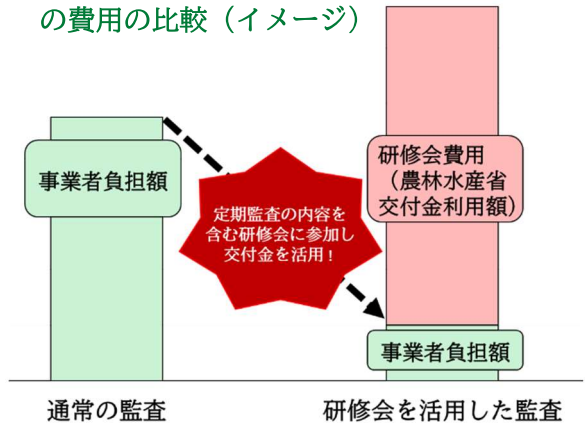 の費用の比較（イメージ）
事業者負担額
研修会費用
（農林水産省
交付金利用額）
定期監査の内容を
含む研修会に参加し
交付金を活用！
事業者負担額
通常の監査
研修会を活用した監査